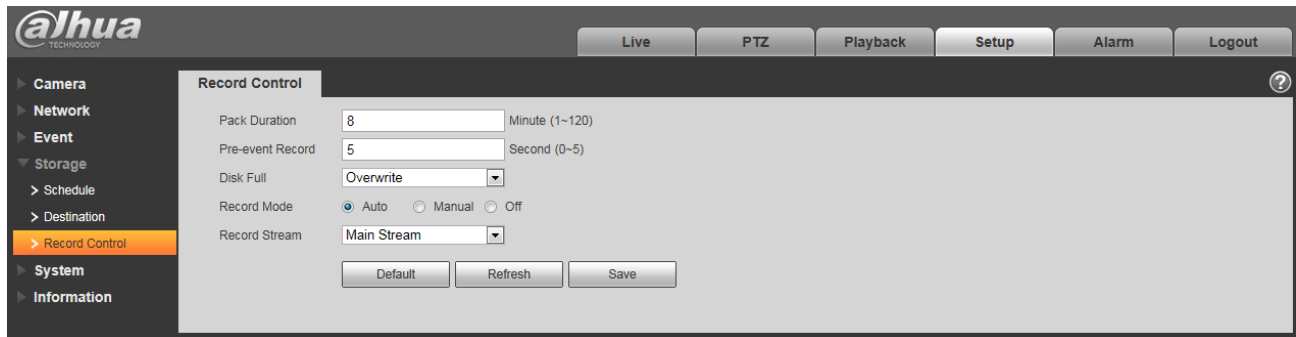 alhua
TECHNOLOGY
Live PTZ Playback Setup Alarm Logout
Camera
Network
Event
Storage
> Schedule
> Destination
> Record Control
System
Information
Record Control ?
Pack Duration 8 Minute (1~120)
Pre-event Record 5 Second (0~5)
Disk Full Overwrite
Record Mode Auto Manual Off
Record Stream Main Stream
Default Refresh Save